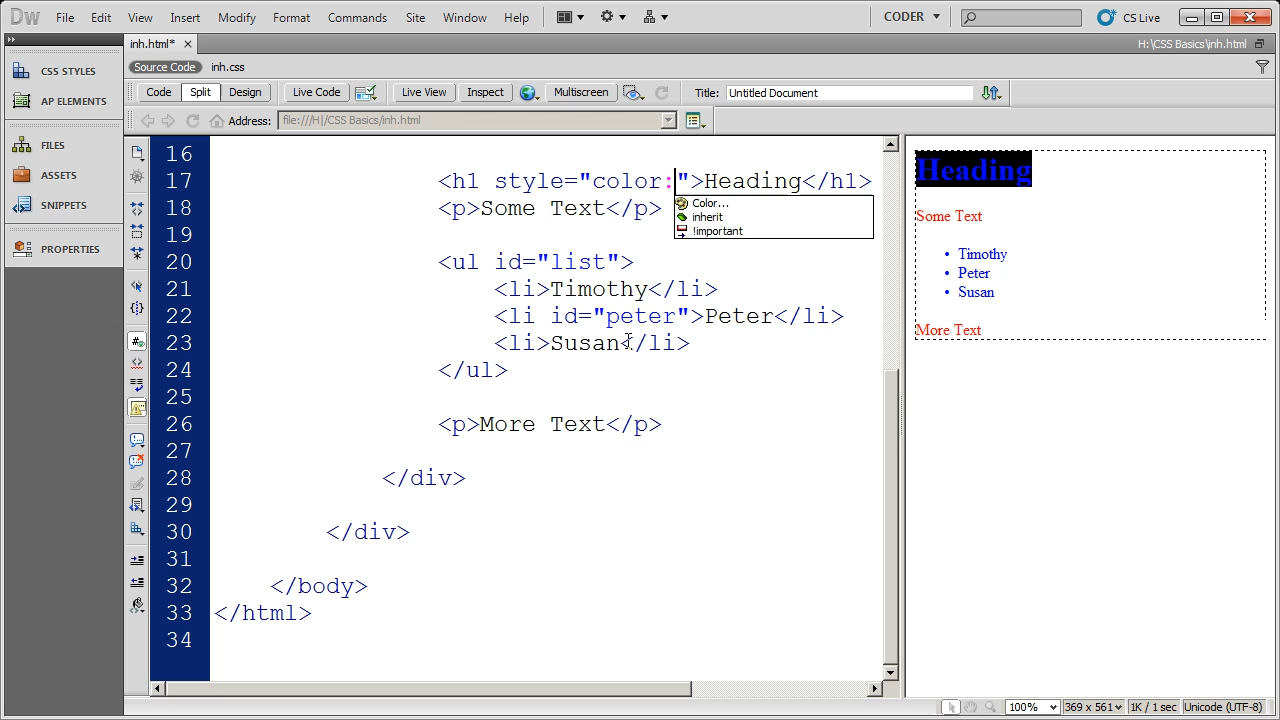 Dw File Edit View Insert Modify Format Commands Site Window Help CODER CS Live
inh.html* H:\CSS Basics\inh.html
Source Code inh.css
Code Split Design Live Code Live View Inspect Multiscreen Title: Untitled Document
Address: file:///H|/CSS Basics/inh.html
CSS STYLES
AP ELEMENTS
FILES
ASSETS
SNIPPETS
PROPERTIES
16
17 <h1 style="color:">Heading</h1>
Color...
18 <p>Some Text</p>
inherit
!important
19
20 <ul id="list">
21 <li>Timothy</li>
22 <li id="peter">Peter</li>
23 <li>Susan</li>
24 </ul>
25
26 <p>More Text</p>
27
28 </div>
29
30 </div>
31
32 </body>
33 </html>
34
Heading
Some Text
• Timothy
• Peter
• Susan
More Text
100% 369 x 561 1K / 1 sec Unicode (UTF-8)